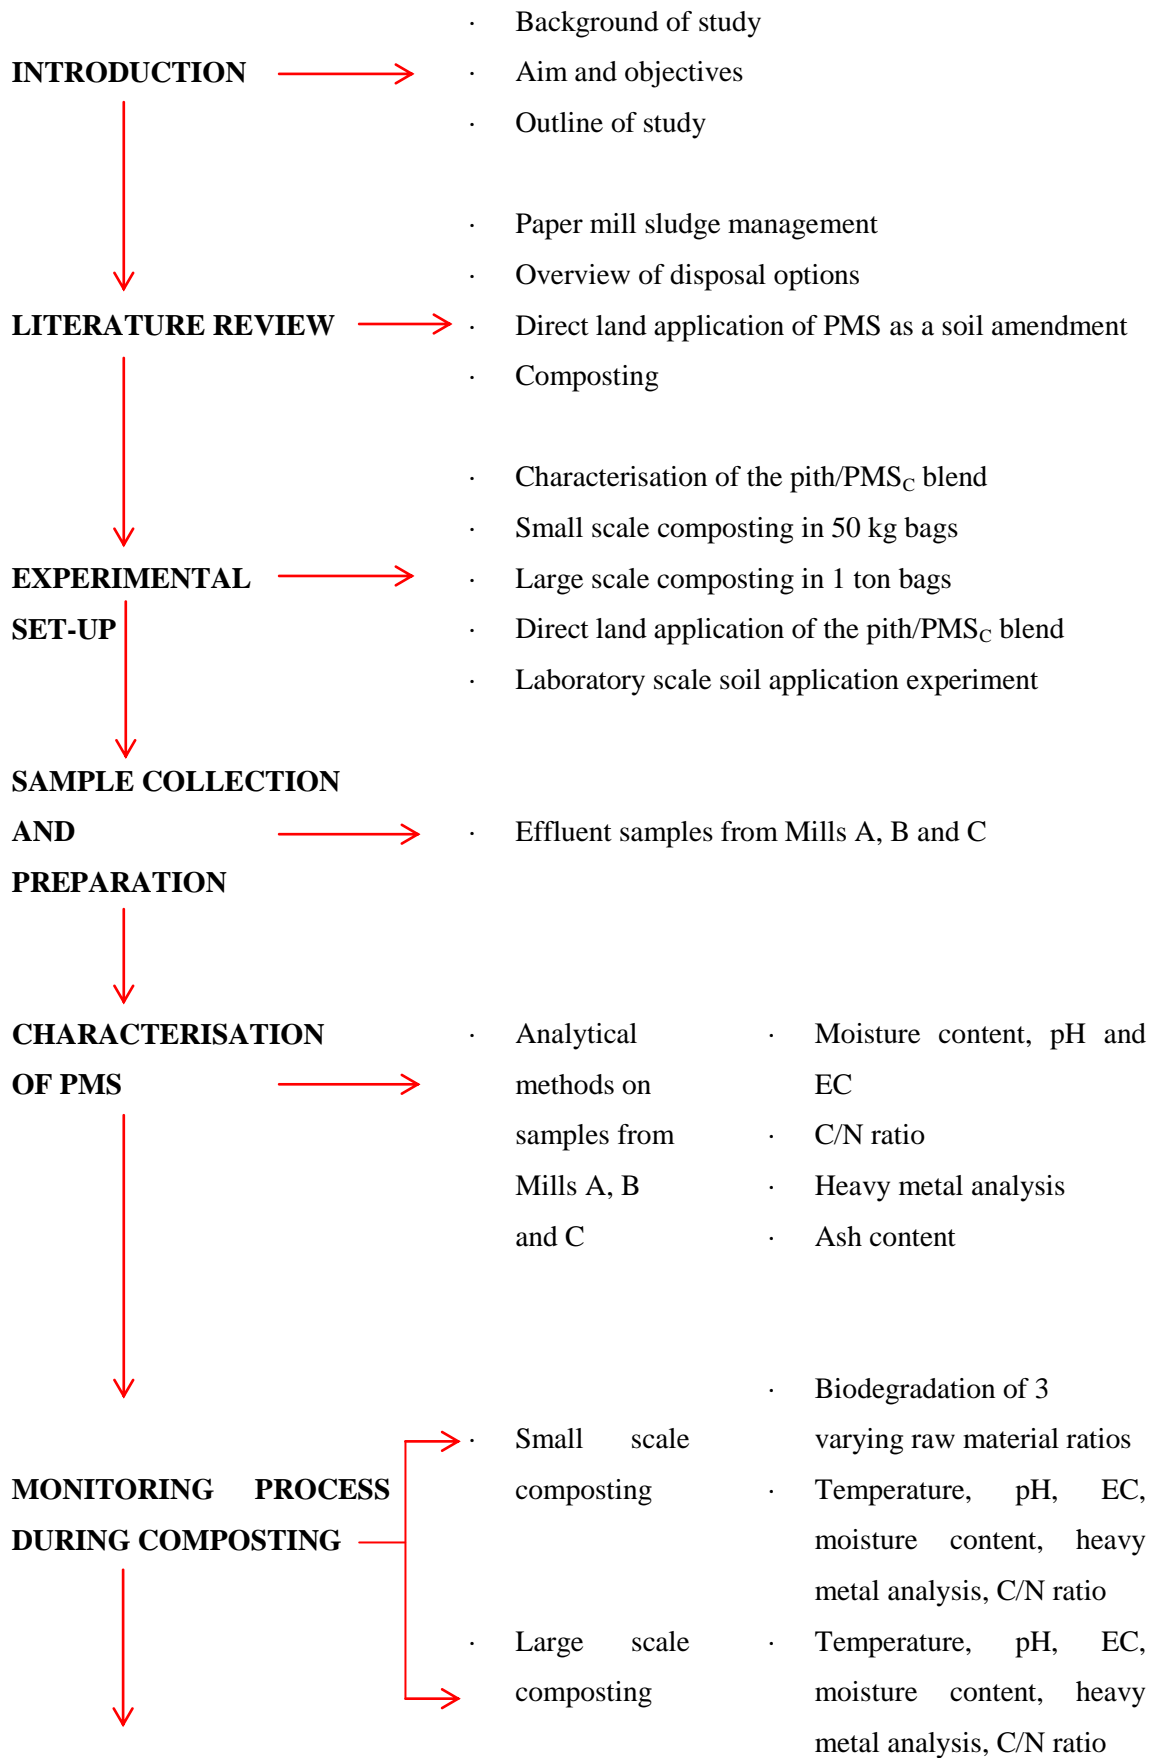 · Background of study
INTRODUCTION · Aim and objectives
· Outline of study
· Paper mill sludge management
· Overview of disposal options
LITERATURE REVIEW · Direct land application of PMS as a soil amendment
· Composting
· Characterisation of the pith/PMSC blend
· Small scale composting in 50 kg bags
EXPERIMENTAL · Large scale composting in 1 ton bags
SET-UP · Direct land application of the pith/PMSC blend
· Laboratory scale soil application experiment
SAMPLE COLLECTION
AND · Effluent samples from Mills A, B and C
PREPARATION
CHARACTERISATION · Analytical · Moisture content, pH and
OF PMS methods on EC
samples from · C/N ratio
Mills A, B · Heavy metal analysis
and C · Ash content
· Biodegradation of 3
· Small scale varying raw material ratios
MONITORING PROCESS composting · Temperature, pH, EC,
DURING COMPOSTING moisture content, heavy
metal analysis, C/N ratio
· Large scale · Temperature, pH, EC,
composting moisture content, heavy
metal analysis, C/N ratio